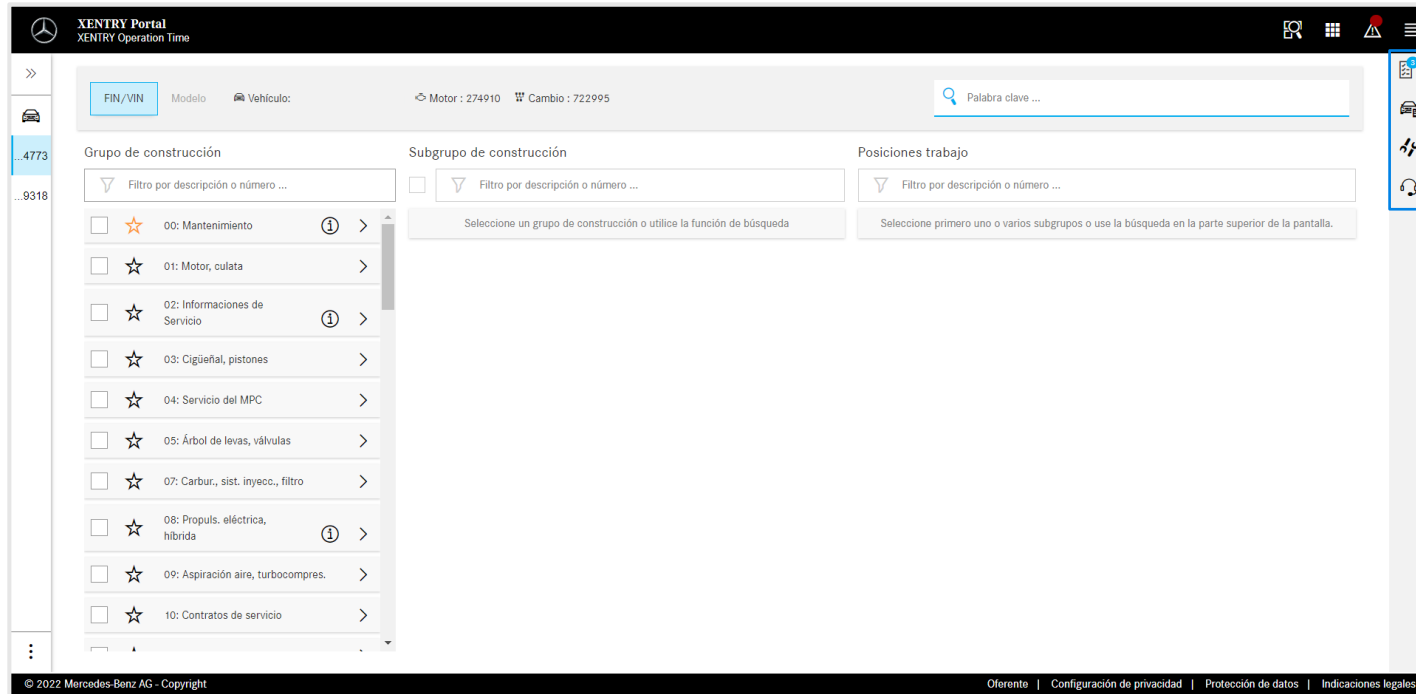 XENTRY Portal
XENTRY Operation Time
FIN/VIN
Modelo
Vehículo:
Motor : 274910
Cambio : 722995
Palabra clave ...
3
...4773
...9318
Grupo de construcción
Filtro por descripción o número ...
00: Mantenimiento
01: Motor, culata
02: Informaciones de
Servicio
03: Cigüeñal, pistones
04: Servicio del MPC
05: Árbol de levas, válvulas
07: Carbur., sist. inyecc., filtro
08: Propuls. eléctrica,
híbrida
09: Aspiración aire, turbocompres.
10: Contratos de servicio
Subgrupo de construcción
Filtro por descripción o número ...
Seleccione un grupo de construcción o utilice la función de búsqueda
Posiciones trabajo
Filtro por descripción o número ...
Seleccione primero uno o varios subgrupos o use la búsqueda en la parte superior de la pantalla.
© 2022 Mercedes-Benz AG - Copyright
Oferente | Configuración de privacidad | Protección de datos | Indicaciones legales